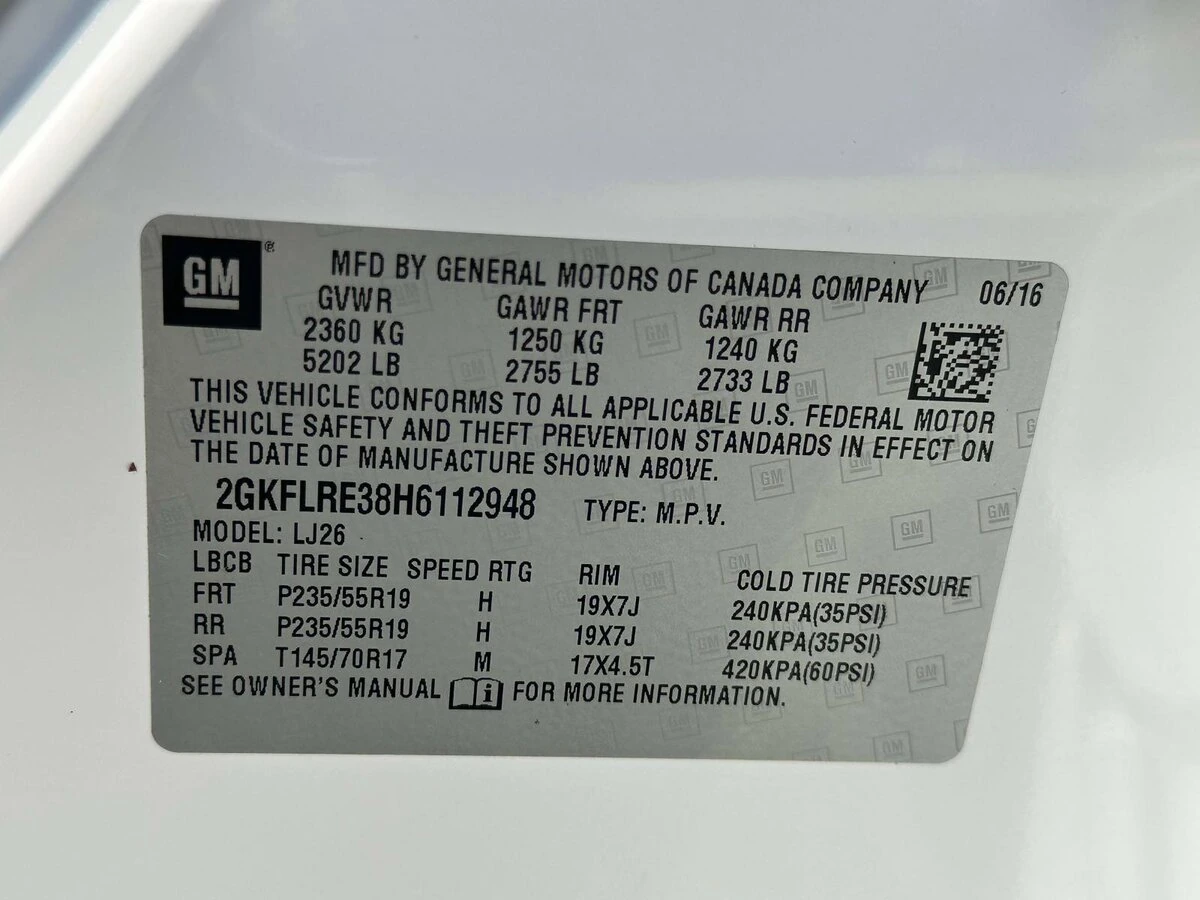 GM ®
MFD BY GENERAL MOTORS OF CANADA COMPANY 06/16
GVWR GAWR FRT GAWR RR
2360 KG 1250 KG 1240 KG
5202 LB 2755 LB 2733 LB
THIS VEHICLE CONFORMS TO ALL APPLICABLE U.S. FEDERAL MOTOR
VEHICLE SAFETY AND THEFT PREVENTION STANDARDS IN EFFECT ON
THE DATE OF MANUFACTURE SHOWN ABOVE.
2GKFLRE38H6112948 TYPE: M.P.V.
MODEL: LJ26
LBCB TIRE SIZE SPEED RTG RIM COLD TIRE PRESSURE
FRT P235/55R19 H 19X7J 240KPA(35PSI)
RR P235/55R19 H 19X7J 240KPA(35PSI)
SPA T145/70R17 M 17X4.5T 420KPA(60PSI)
SEE OWNER'S MANUAL i FOR MORE INFORMATION.